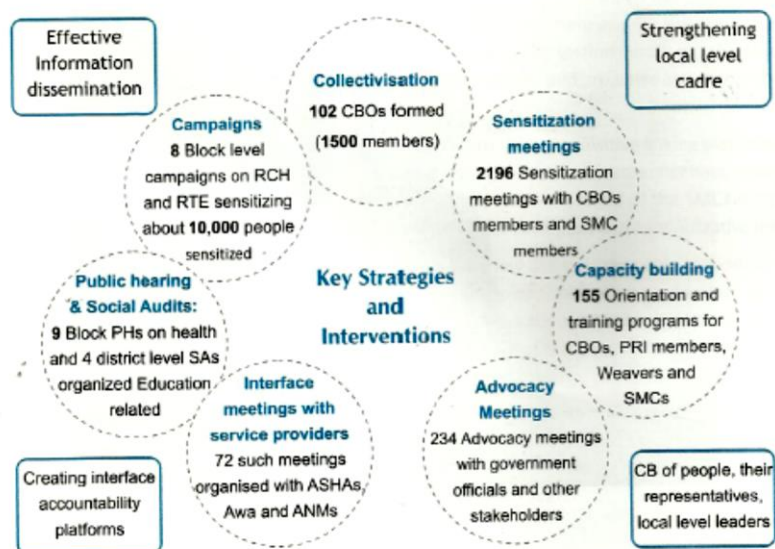 Effective
Information
dissemination
Strengthening
local level
cadre
Collectivisation
102 CBOs formed
(1500 members)
Campaigns
8 Block level
campaigns on RCH
and RTE sensitizing
about 10,000 people
sensitized
Sensitization
meetings
2196 Sensitization
meetings with CBOs
members and SMC
members
Public hearing
& Social Audits:
9 Block PHs on health
and 4 district level SAs
organized Education
related
Key Strategies
and
Interventions
Capacity building
155 Orientation and
training programs for
CBOs, PRI members,
Weavers and
SMCs
Interface
meetings with
service providers
72 such meetings
organised with ASHAs,
Awa and ANMs
Advocacy
Meetings
234 Advocacy meetings
with government
officials and other
stakeholders
Creating interface
accountability
platforms
CB of people, their
representatives,
local level leaders